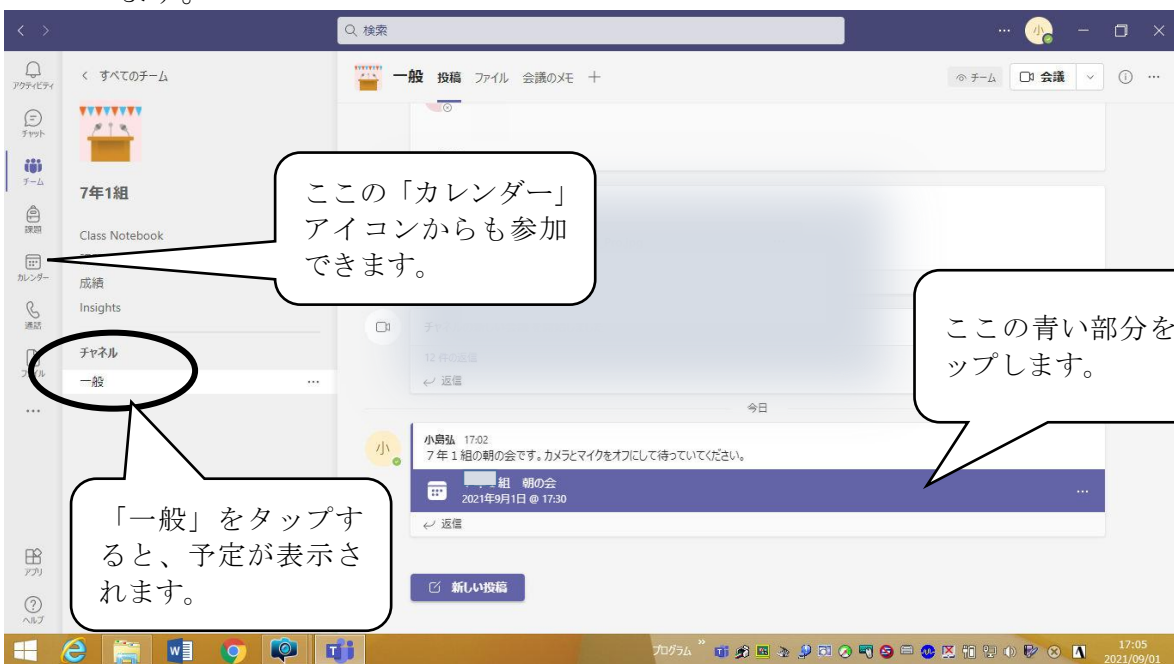 ます。
検索
アクティビティ
チャット
チーム
課題
カレンダー
通話
ファイル
アプリ
ヘルプ
すべてのチーム
7年1組
Class Notebook
成績
Insights
チャネル
一般
一般 投稿 ファイル 会議のメモ
チーム
会議
ここの「カレンダー」
アイコンからも参加
できます。
ここの青い部分を
ップします。
「一般」をタップす
ると、予定が表示さ
れます。
12 件の返信
返信
今日
小
小島弘 17:02
7年1組の朝の会です。カメラとマイクをオフにして待っていてください。
組 朝の会
2021年9月1日 @ 17:30
返信
新しい投稿
プログラム
17:05
2021/09/01